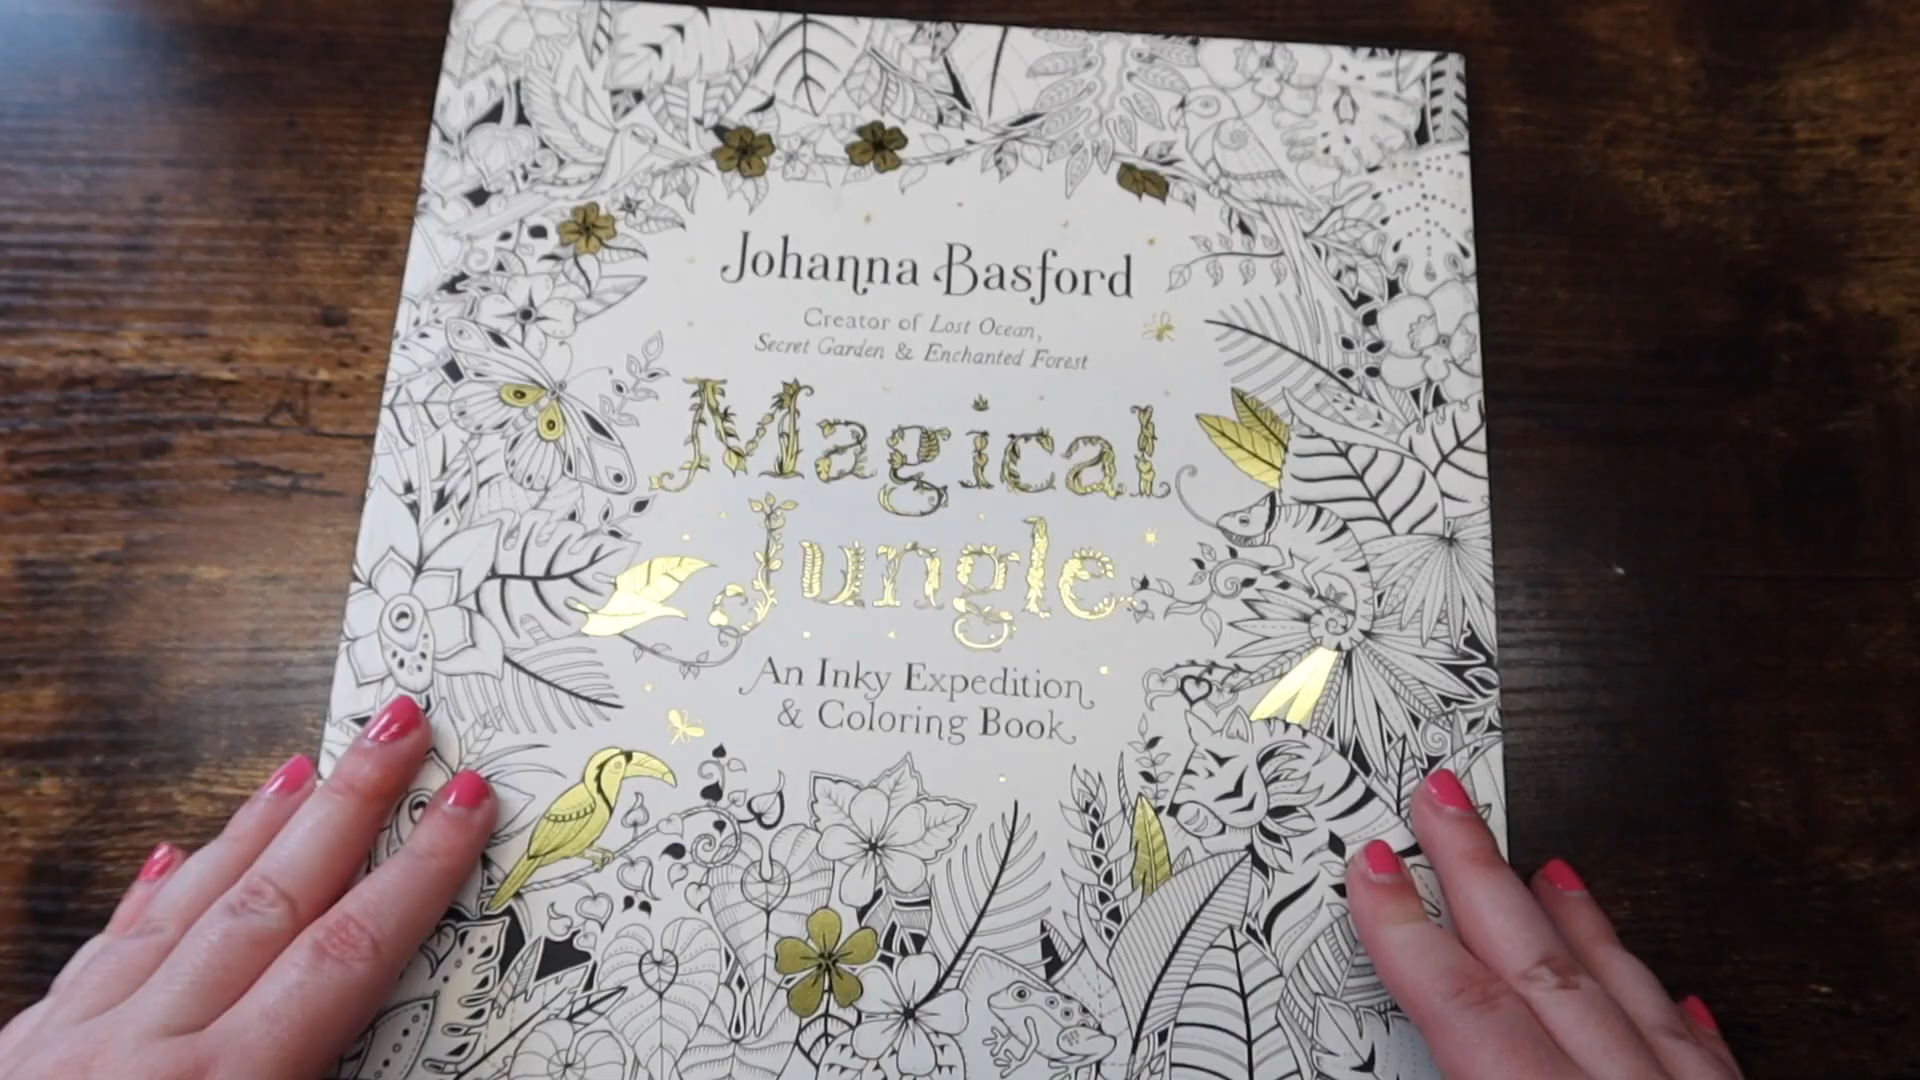 Johanna Basford
Creator of Lost Ocean,
Secret Garden & Enchanted Forest
Magical
Jungle
An Inky Expedition
& Coloring Book